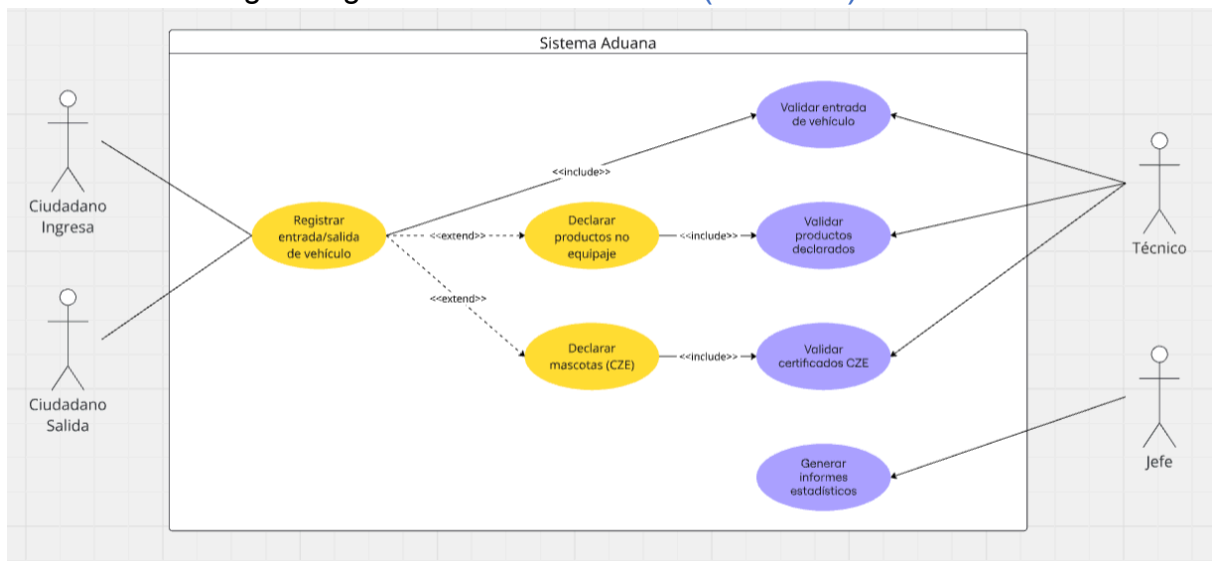 Sistema Aduana
Ciudadano
Ingresa
Ciudadano
Salida
Registrar
entrada/salida
de vehículo
<<include>>
<<extend>>
<<extend>>
Declarar
productos no
equipaje
<<include>>
Declarar
mascotas (CZE)
<<include>>
Validar entrada
de vehículo
Validar
productos
declarados
Validar
certificados CZE
Generar
informes
estadísticos
Técnico
Jefe